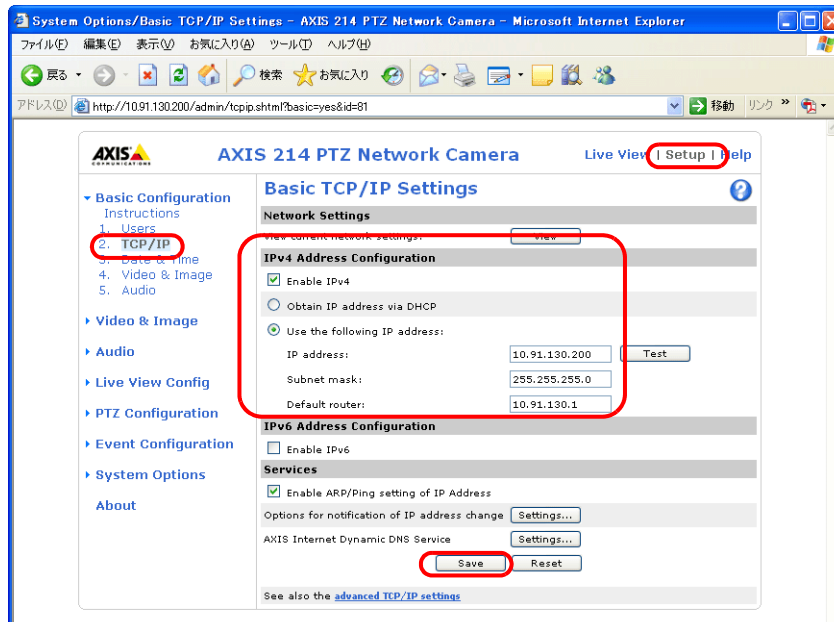 System Options/Basic TCP/IP Settings - AXIS 214 PTZ Network Camera - Microsoft Internet Explorer
ファイル(F) 編集(E) 表示(V) お気に入り(A) ツール(T) ヘルプ(H)
戻る 検索 お気に入り
アドレス(D) http://10.91.130.200/admin/tcpip.shtml?basic=yes&id=81 移動 リンク »
AXIS COMMUNICATIONS AXIS 214 PTZ Network Camera Live View | Setup | Help
Basic Configuration
Instructions
1. Users
2. TCP/IP
3. Date & Time
4. Video & Image
5. Audio
Video & Image
Audio
Live View Config
PTZ Configuration
Event Configuration
System Options
About
Basic TCP/IP Settings
Network Settings
View current network settings: View
IPv4 Address Configuration
Enable IPv4
Obtain IP address via DHCP
Use the following IP address:
IP address: 10.91.130.200 Test
Subnet mask: 255.255.255.0
Default router: 10.91.130.1
IPv6 Address Configuration
Enable IPv6
Services
Enable ARP/Ping setting of IP Address
Options for notification of IP address change Settings...
AXIS Internet Dynamic DNS Service Settings...
Save Reset
See also the advanced TCP/IP settings